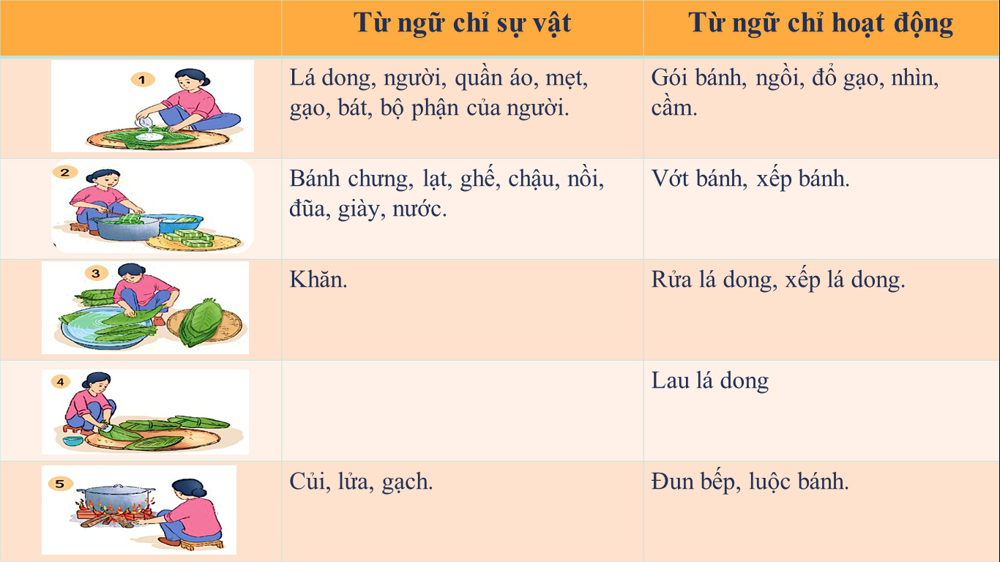 Từ ngữ chỉ sự vật
Từ ngữ chỉ hoạt động
1
Lá dong, người, quần áo, mẹt,
gạo, bát, bộ phận của người.
Gói bánh, ngồi, đổ gạo, nhìn,
cầm.
2
Bánh chưng, lạt, ghế, chậu, nồi,
đũa, giày, nước.
Vớt bánh, xếp bánh.
3
Khăn.
Rửa lá dong, xếp lá dong.
4
Lau lá dong
5
Củi, lửa, gạch.
Đun bếp, luộc bánh.